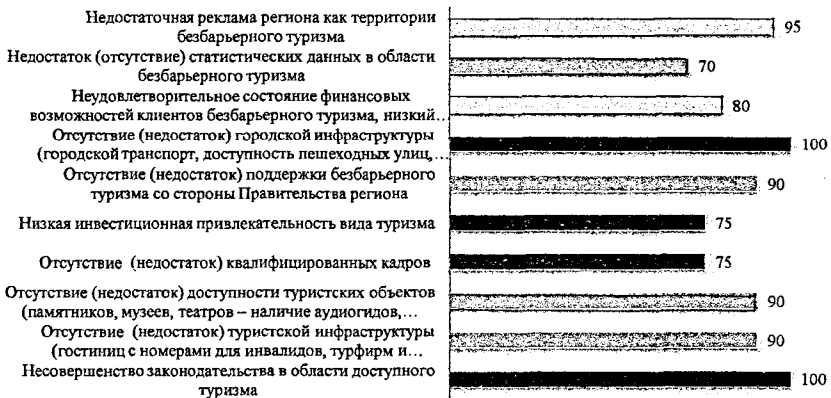 Недостаточная реклама региона как территории
безбарьерного туризма
95
Недостаток (отсутствие) статистических данных в области
безбарьерного туризма
70
Неудовлетворительное состояние финансовых
возможностей клиентов безбарьерного туризма, низкий…
80
Отсутствие (недостаток) городской инфраструктуры
(городской транспорт, доступность пешеходных улиц,…
100
Отсутствие (недостаток) поддержки безбарьерного
туризма со стороны Правительства региона
90
Низкая инвестиционная привлекательность вида туризма
75
Отсутствие (недостаток) квалифицированных кадров
75
Отсутствие (недостаток) доступности туристских объектов
(памятников, музеев, театров – наличие аудиогидов,…
90
Отсутствие (недостаток) туристской инфраструктуры
(гостиниц с номерами для инвалидов, турфирм и…
90
Несовершенство законодательства в области доступного
туризма
100